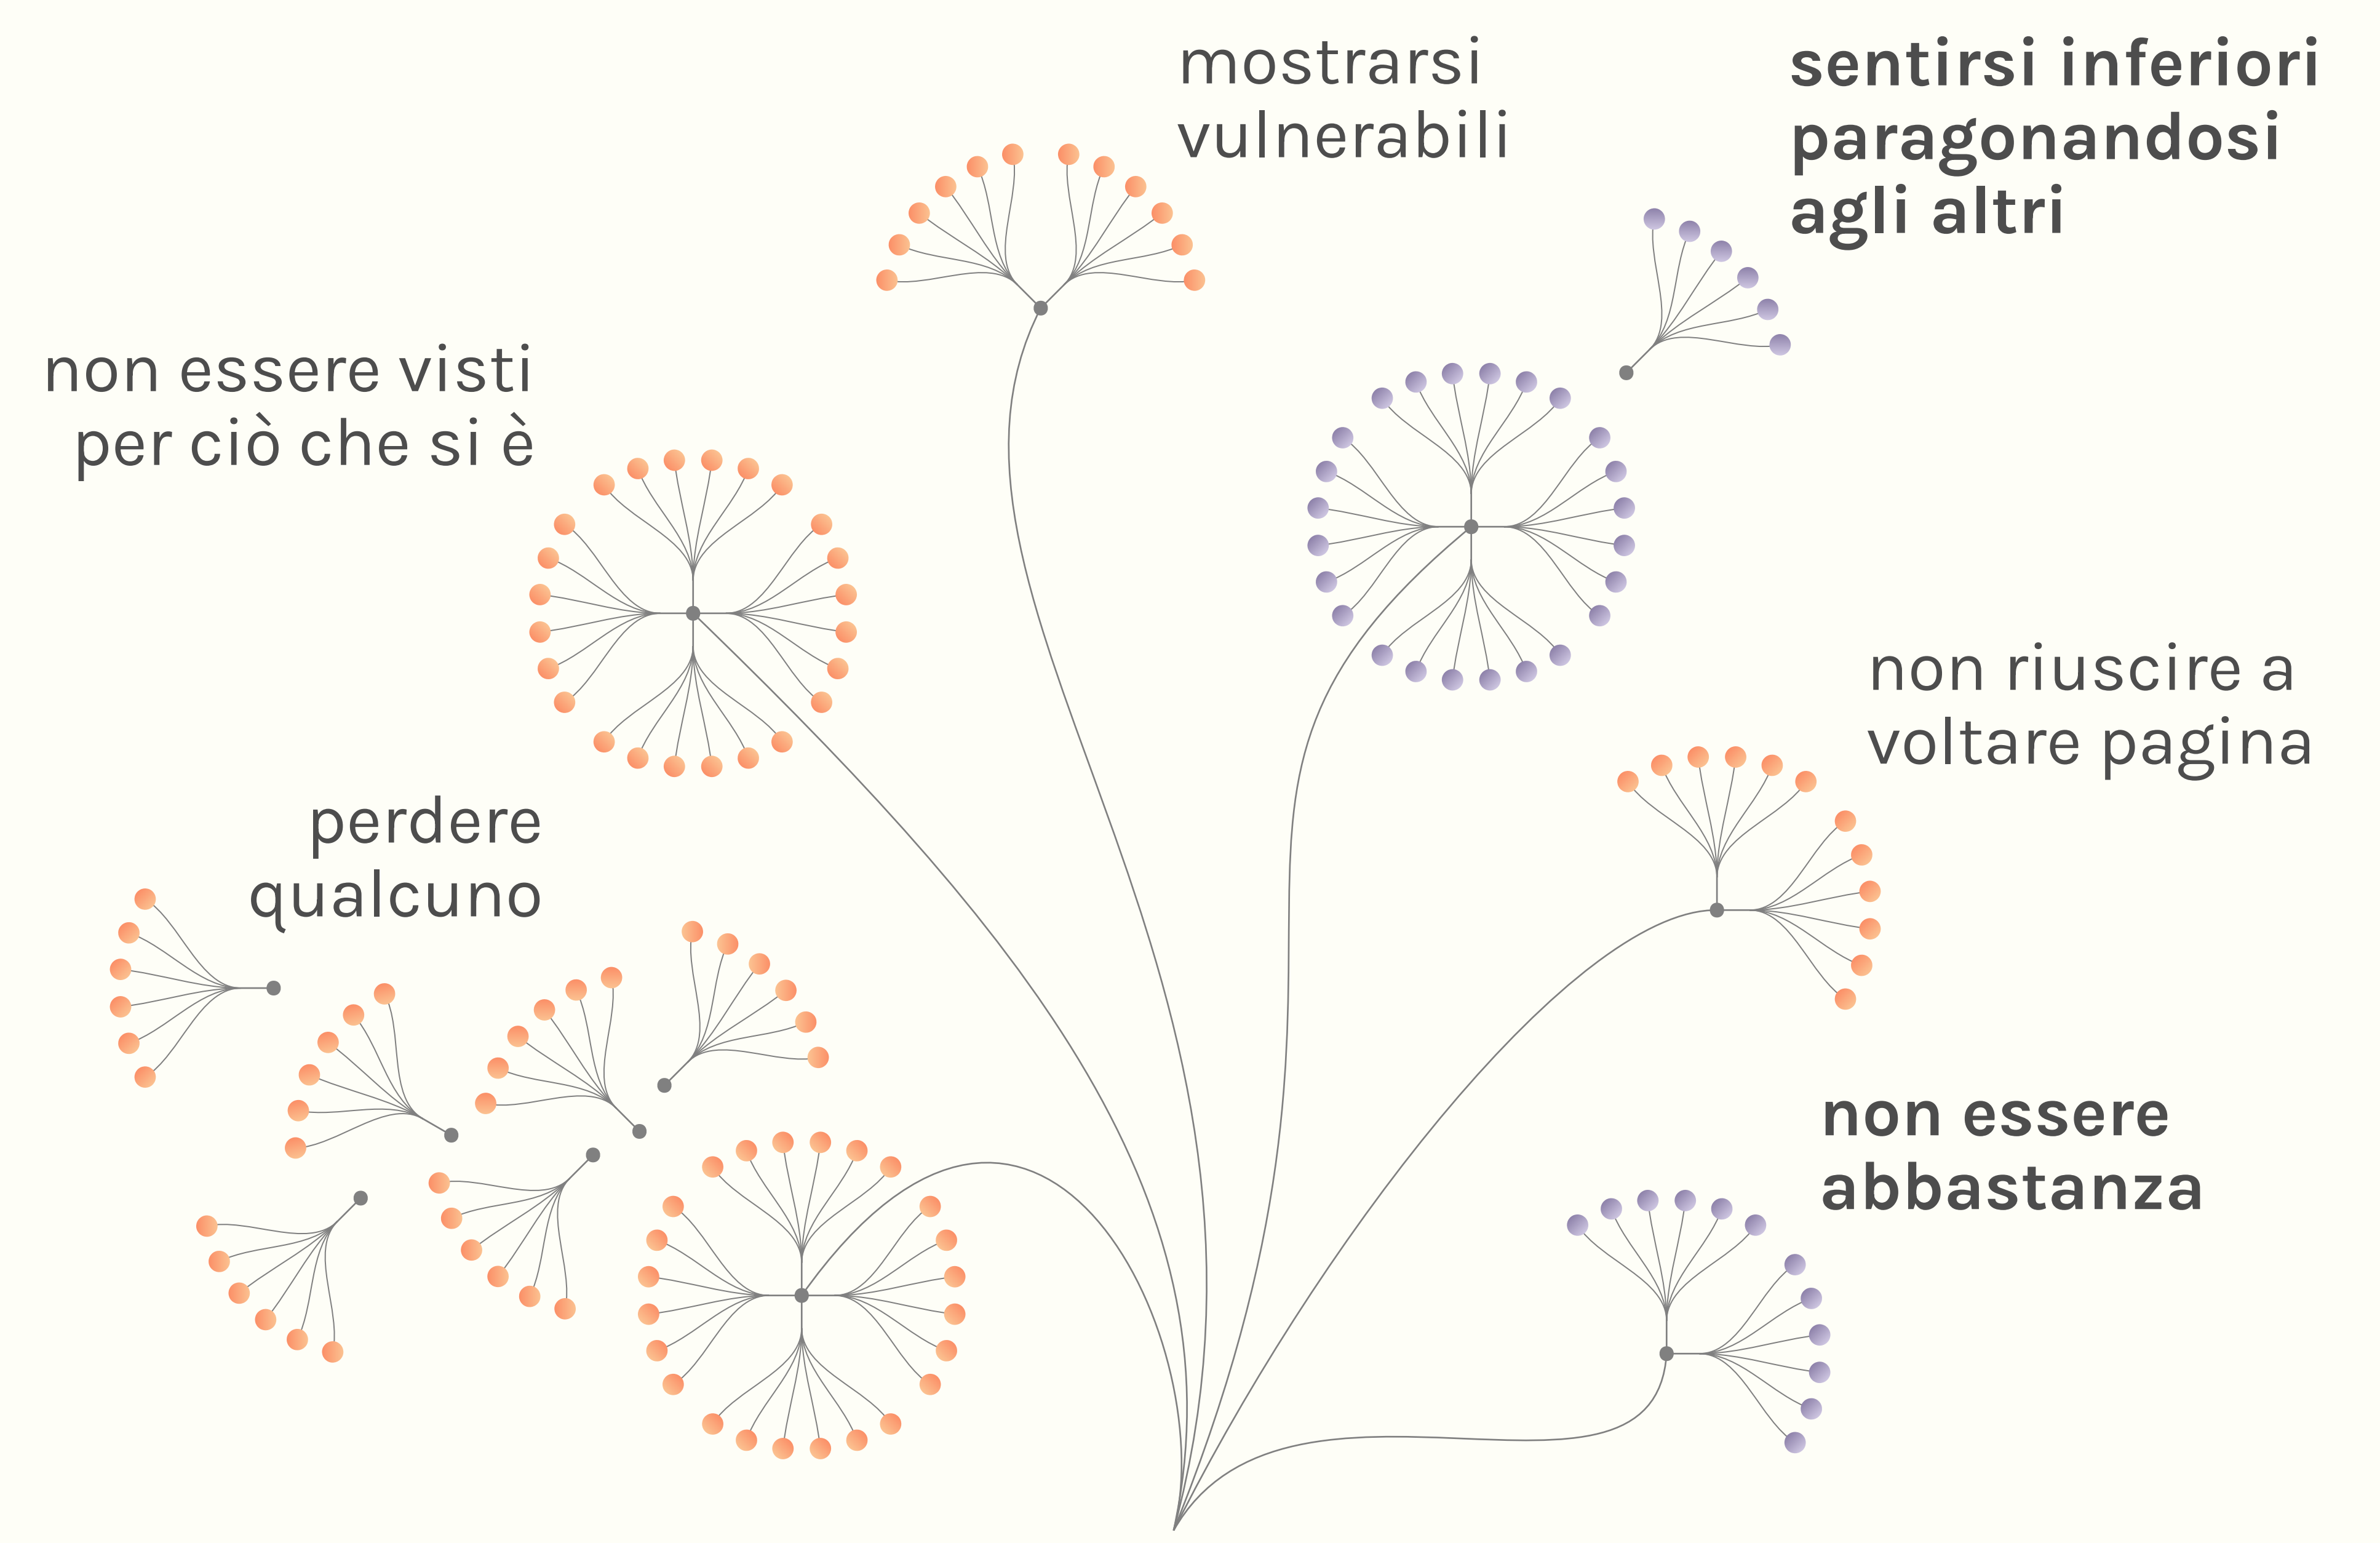 mostrarsi
vulnerabili
sentirsi inferiori
paragonandosi
agli altri
non essere visti
per ciò che si è
non riuscire a
voltare pagina
perdere
qualcuno
non essere
abbastanza